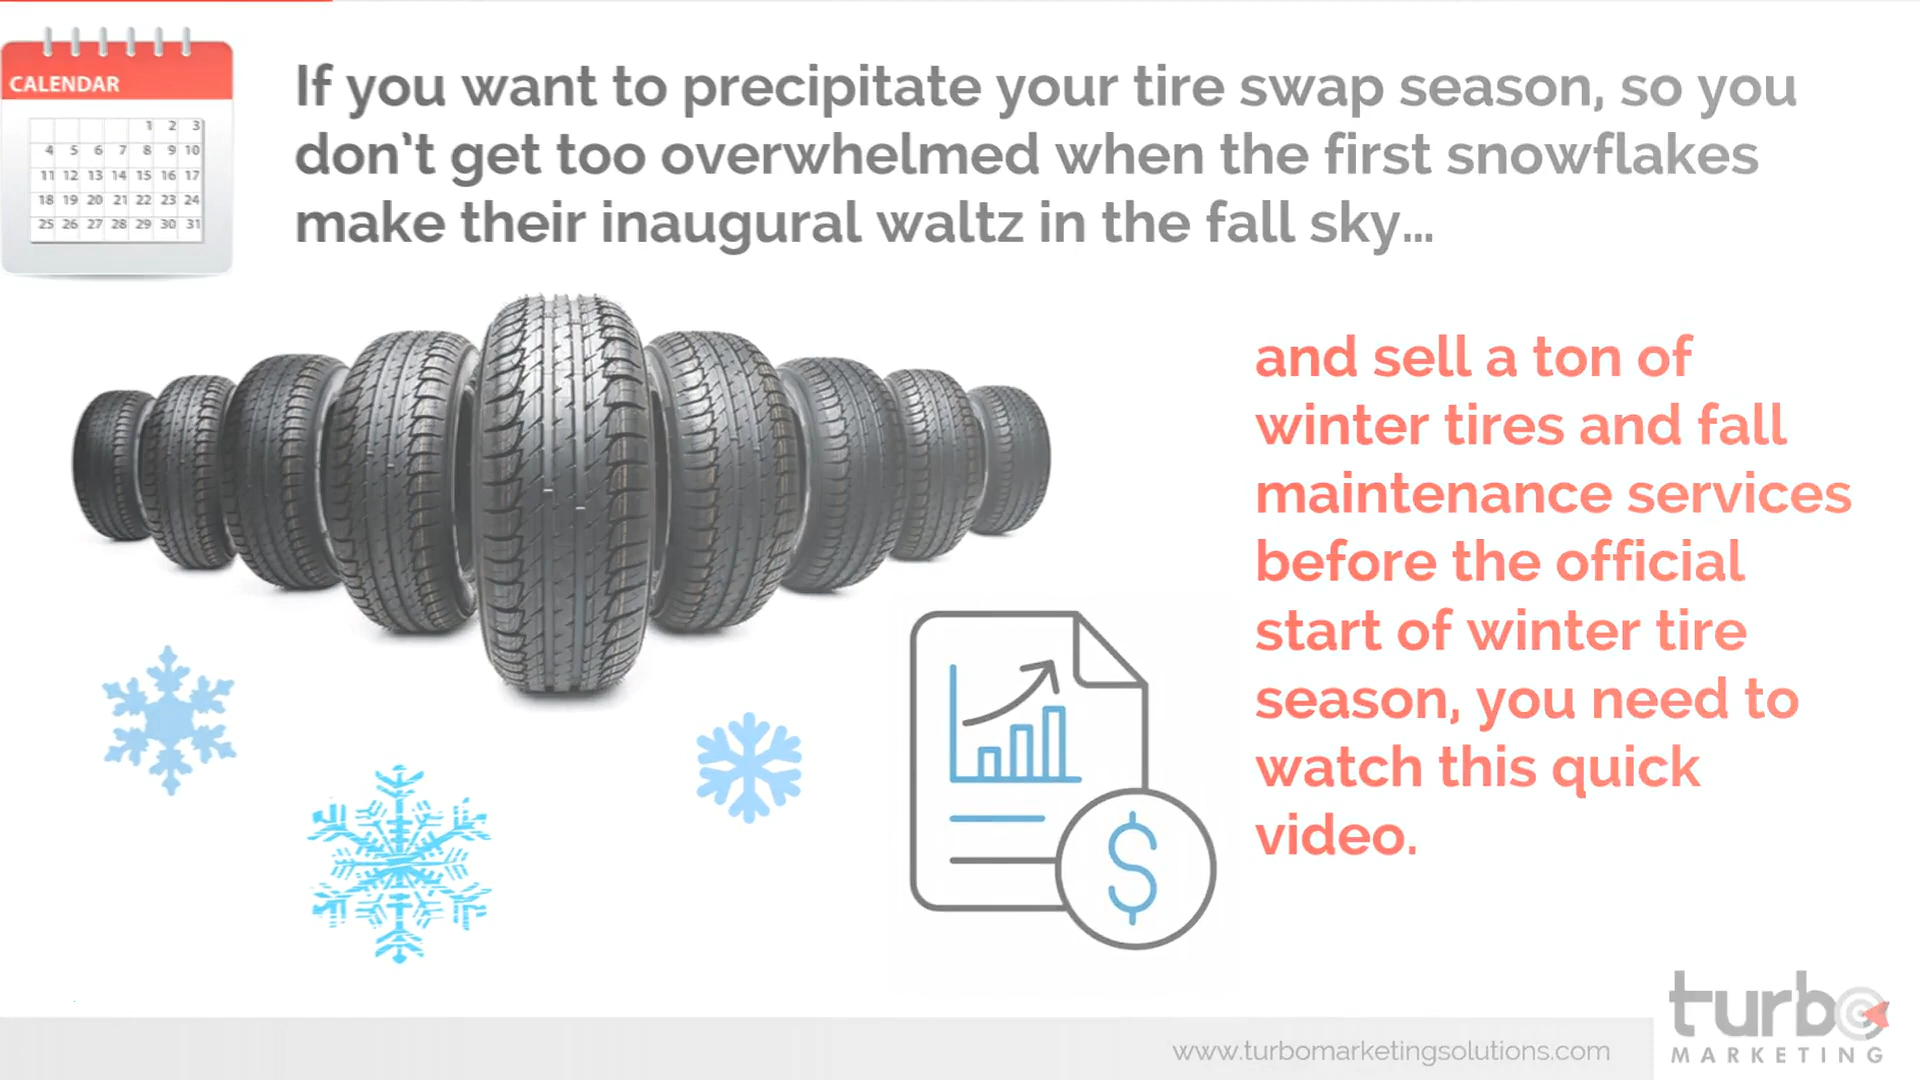 CALENDAR
1 2 3
4 5 6 7 8 9 10
11 12 13 14 15 16 17
18 19 20 21 22 23 24
25 26 27 28 29 30 31
If you want to precipitate your tire swap season, so you
don't get too overwhelmed when the first snowflakes
make their inaugural waltz in the fall sky...
and sell a ton of
winter tires and fall
maintenance services
before the official
start of winter tire
season, you need to
watch this quick
video.
$
www.turbomarketingsolutions.com
turbo
MARKETING